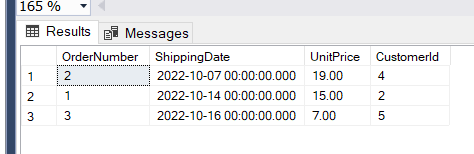 165 %
Results Messages
OrderNumber ShippingDate UnitPrice CustomerId
1 2 2022-10-07 00:00:00.000 19.00 4
2 1 2022-10-14 00:00:00.000 15.00 2
3 3 2022-10-16 00:00:00.000 7.00 5